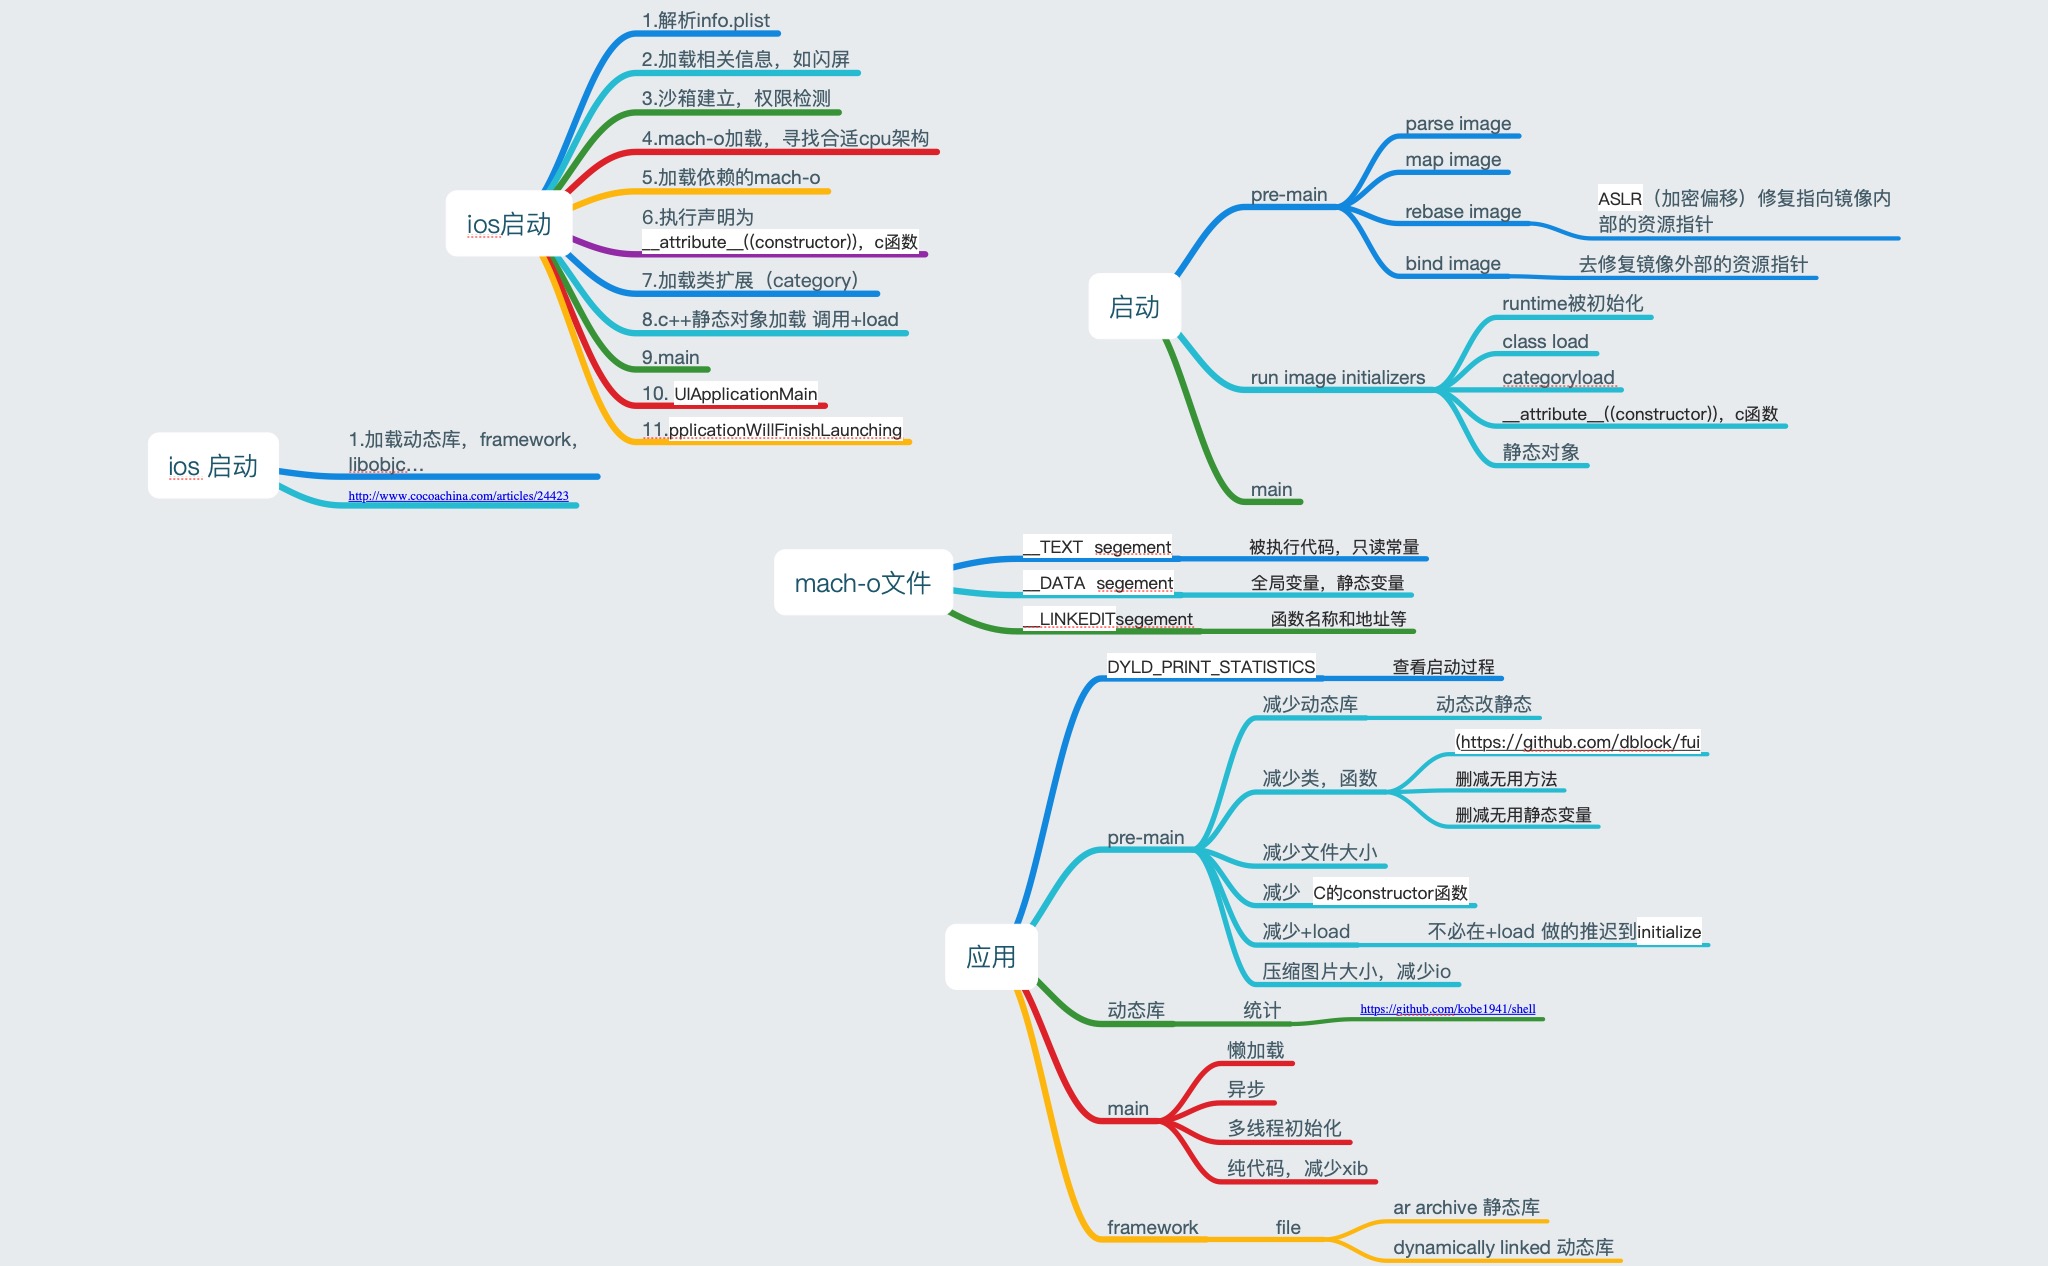 ios启动
1.解析info.plist
2.加载相关信息，如闪屏
3.沙箱建立，权限检测
4.mach-o加载，寻找合适cpu架构
5.加载依赖的mach-o
6.执行声明为
__attribute__((constructor))，c函数
7.加载类扩展（category）
8.c++静态对象加载 调用+load
9.main
10. UIApplicationMain
11.pplicationWillFinishLaunching
ios 启动
1.加载动态库，framework，
libobjc...
http://www.cocoachina.com/articles/24423
启动
pre-main
parse image
map image
rebase image
ASLR（加密偏移）修复指向镜像内
部的资源指针
bind image
去修复镜像外部的资源指针
run image initializers
runtime被初始化
class load
categoryload
__attribute__((constructor))，c函数
静态对象
main
mach-o文件
__TEXT segement
被执行代码，只读常量
__DATA segement
全局变量，静态变量
__LINKEDITsegement
函数名称和地址等
应用
DYLD_PRINT_STATISTICS
查看启动过程
pre-main
减少动态库
动态改静态
减少类，函数
(https://github.com/dblock/fui
删减无用方法
删减无用静态变量
减少文件大小
减少 C的constructor函数
减少+load
不必在+load 做的推迟到initialize
压缩图片大小，减少io
动态库
统计
https://github.com/kobe1941/shell
main
懒加载
异步
多线程初始化
纯代码，减少xib
framework
file
ar archive 静态库
dynamically linked 动态库